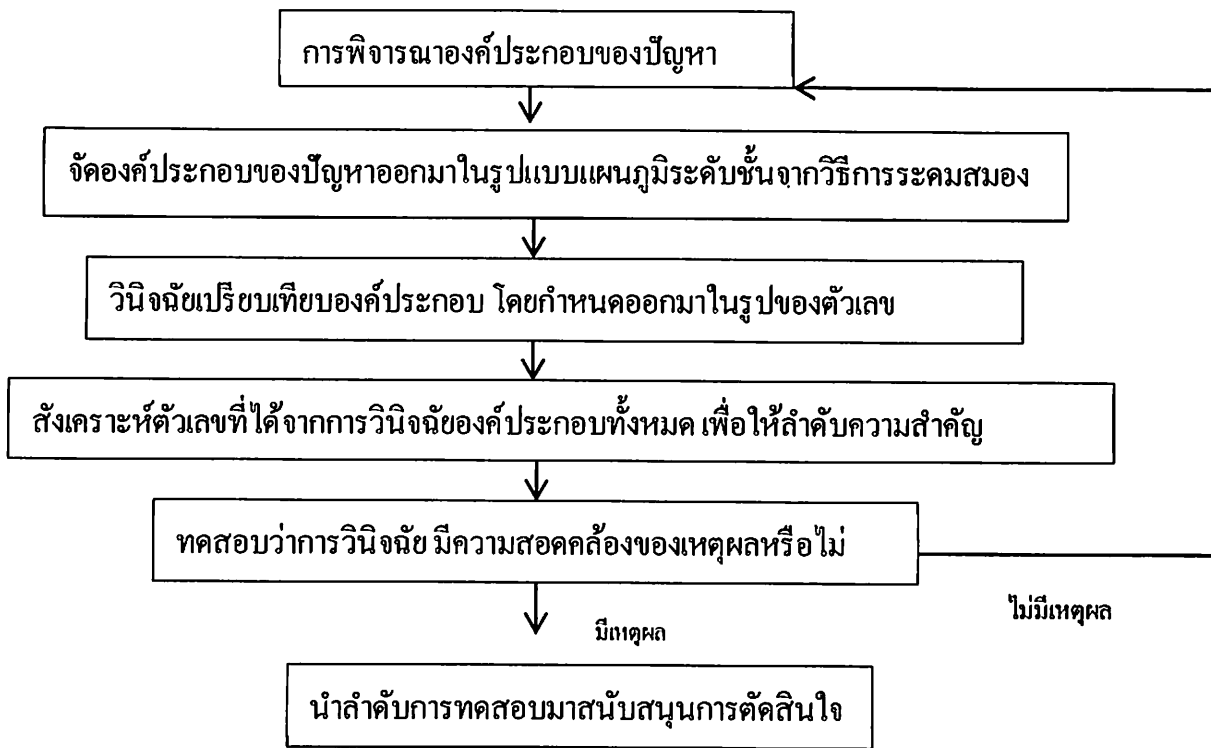 การพิจารณาองค์ประกอบของปัญหา
จัดองค์ประกอบของปัญหาออกมาในรูปแบบแผนภูมิระดับชั้นจากวิธีการระดมสมอง
วินิจฉัยเปรียบเทียบองค์ประกอบ โดยกำหนดออกมาในรูปของตัวเลข
สังเคราะห์ตัวเลขที่ได้จากการวินิจฉัยองค์ประกอบทั้งหมด เพื่อให้ลำดับความสำคัญ
ทดสอบว่าการวินิจฉัย มีความสอดคล้องของเหตุผลหรือไม่
ไม่มีเหตุผล
มีเหตุผล
นำลำดับการทดสอบมาสนับสนุนการตัดสินใจ